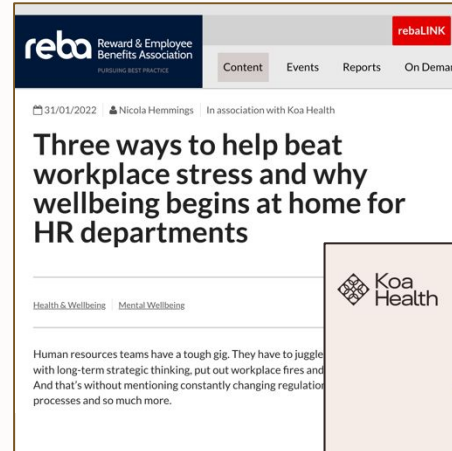 reba
Reward & Employee
Benefits Association
PURSUING BEST PRACTICE
rebaLINK
Content Events Reports On Deman
31/01/2022 Nicola Hemmings In association with Koa Health
Three ways to help beat
workplace stress and why
wellbeing begins at home for
HR departments
Health & Wellbeing Mental Wellbeing
Koa
Health
Human resources teams have a tough gig. They have to juggle
with long-term strategic thinking, put out workplace fires and
And that's without mentioning constantly changing regulation
processes and so much more.